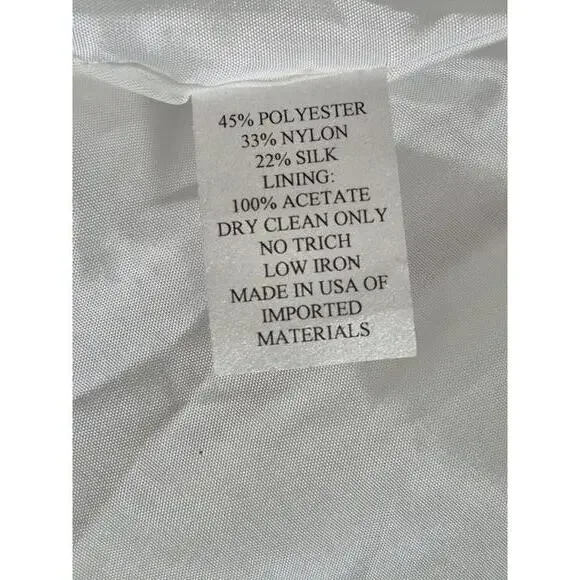 45% POLYESTER
33% NYLON
22% SILK
LINING:
100% ACETATE
DRY CLEAN ONLY
NO TRICH
LOW IRON
MADE IN USA OF
IMPORTED
MATERIALS